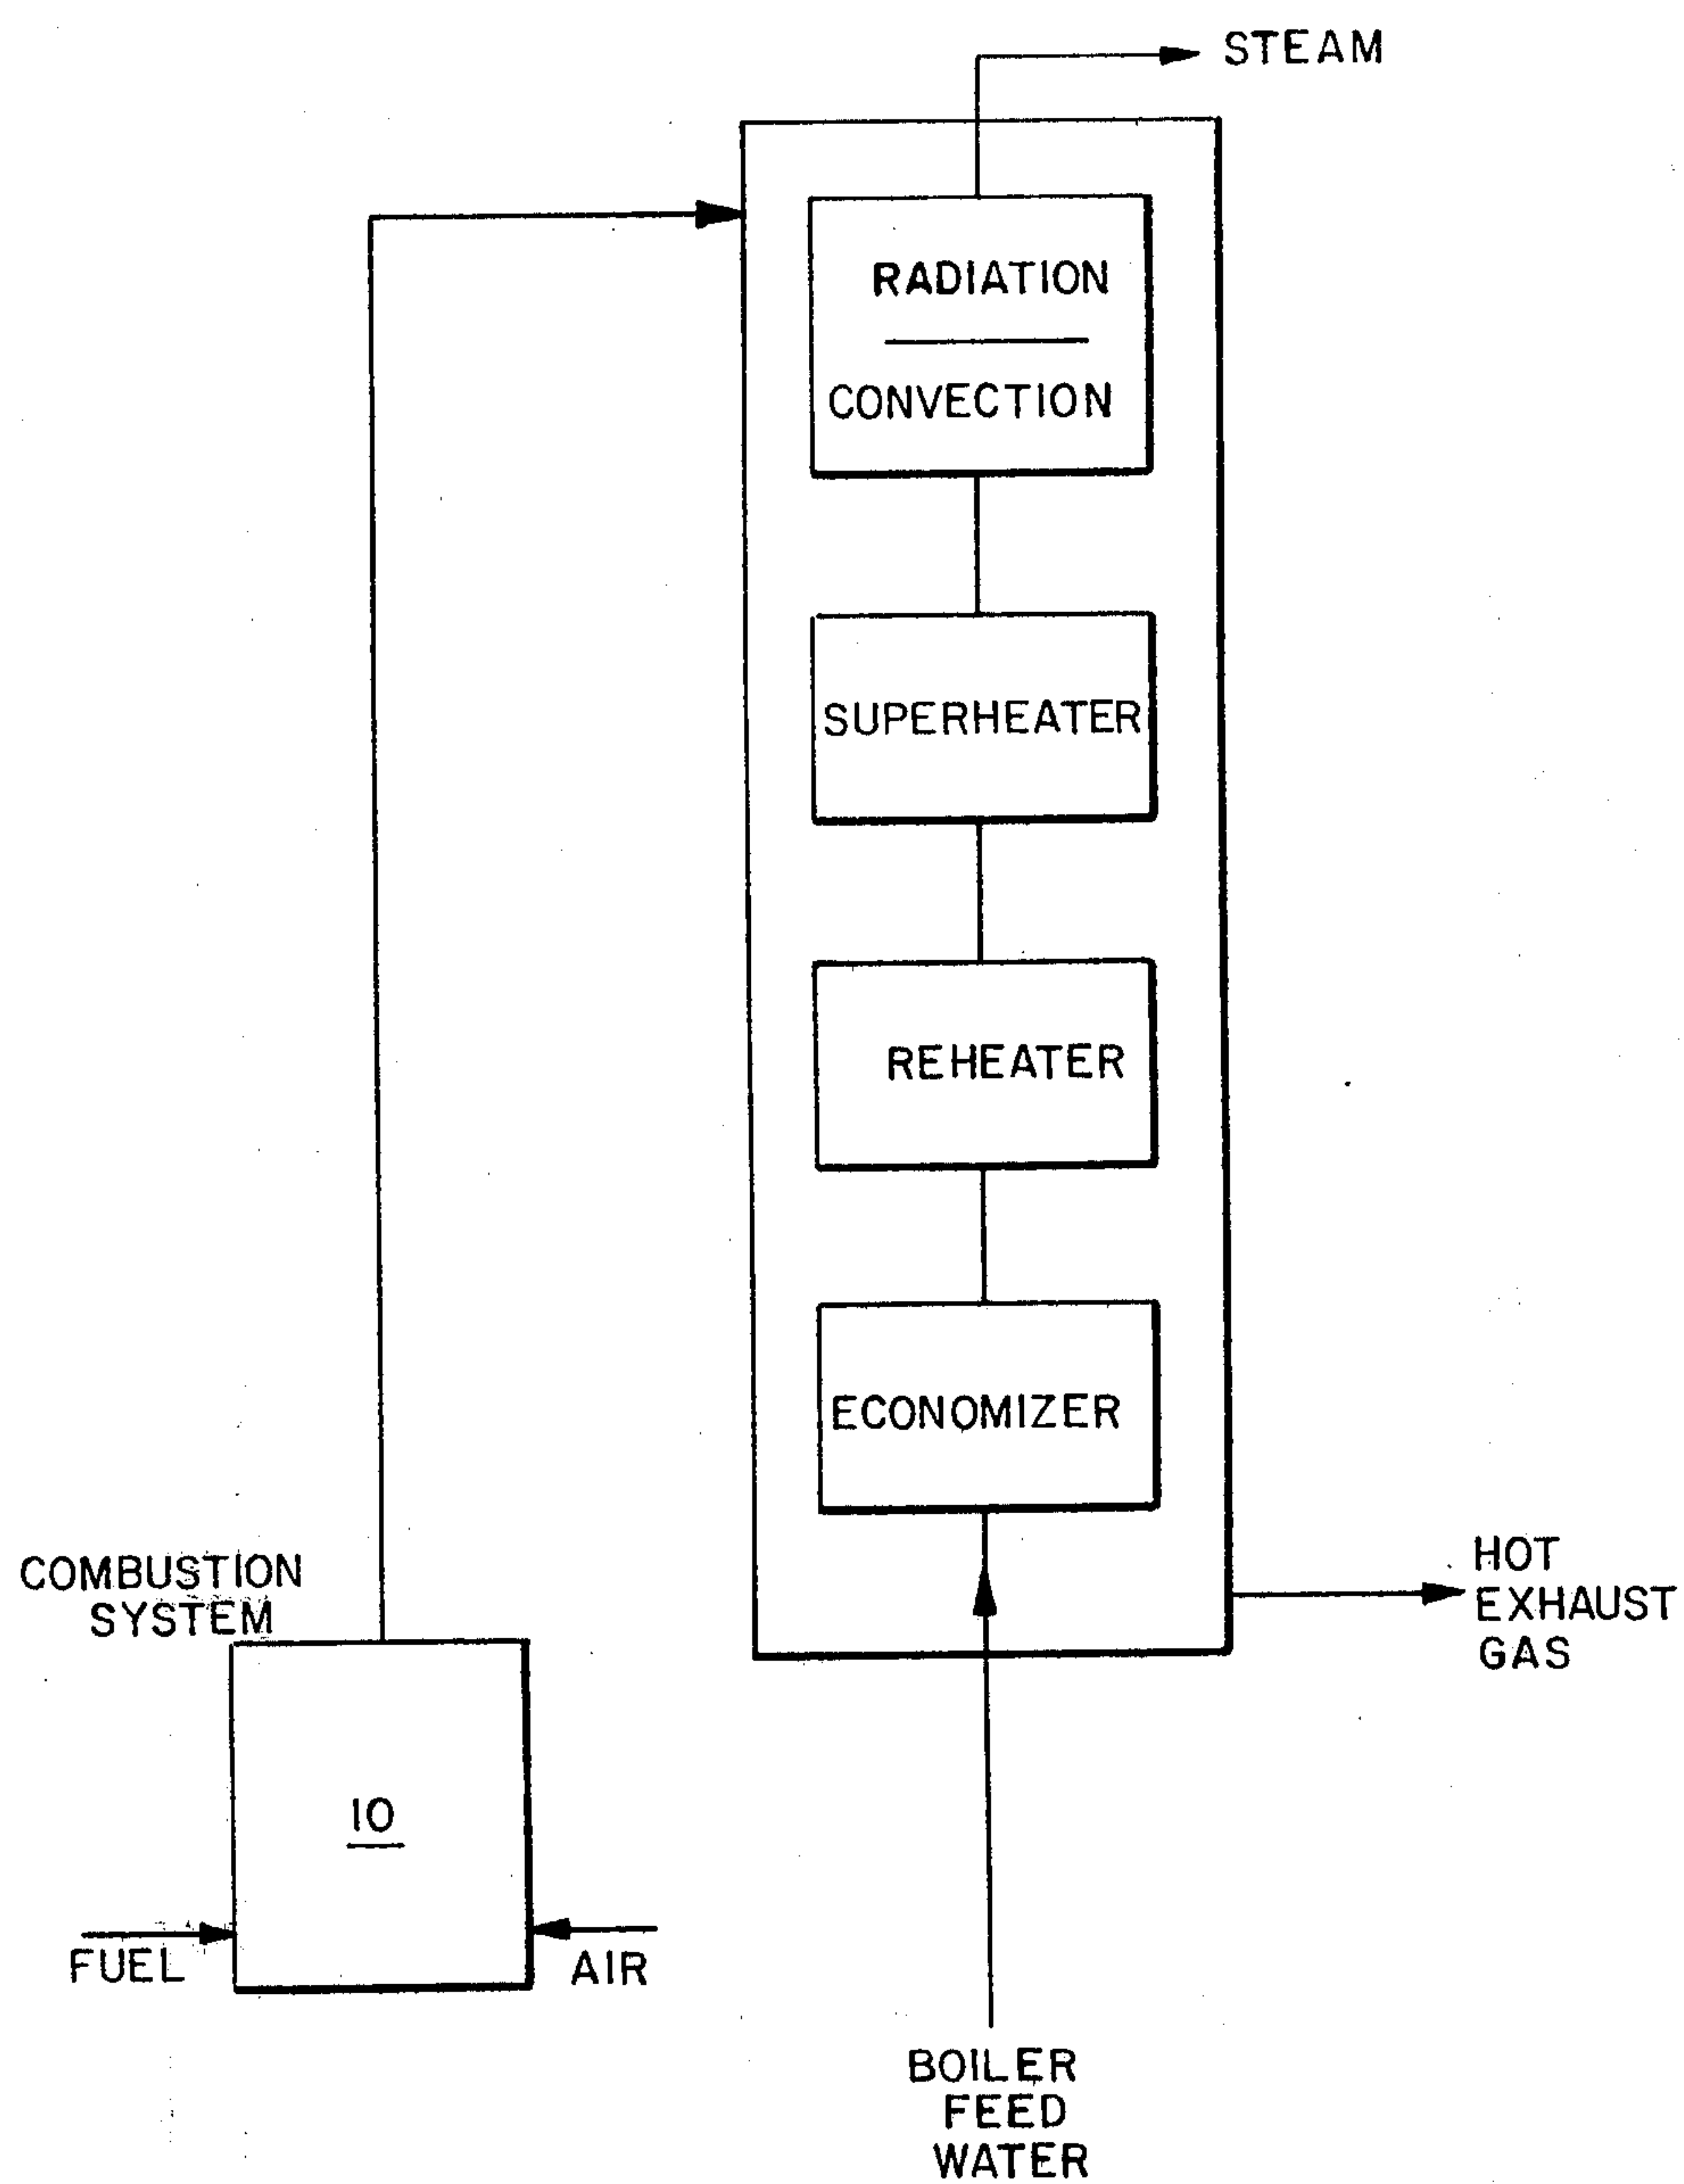 STEAM
RADIATION
CONVECTION
SUPERHEATER
REHEATER
ECONOMIZER
COMBUSTION
SYSTEM
HOT
EXHAUST
GAS
10
FUEL
AIR
BOILER
FEED
WATER